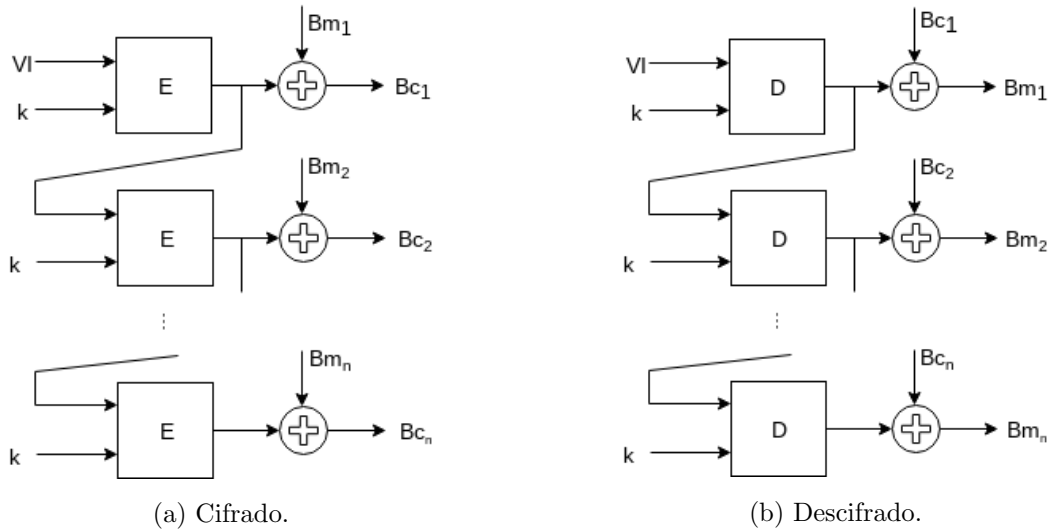 Bm1
VI
k
E
Bc1
Bm2
k
E
Bc2
Bmn
k
E
Bcn
(a) Cifrado.
Bc1
VI
k
D
Bm1
Bc2
k
D
Bm2
Bcn
k
D
Bmn
(b) Descifrado.